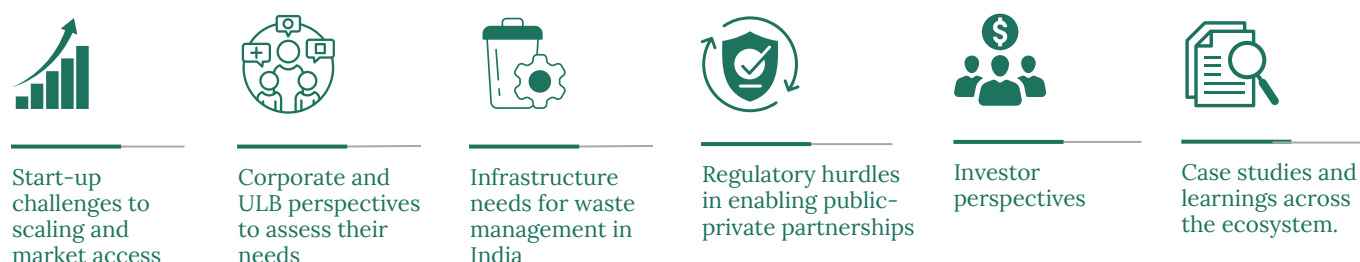 Start-up
challenges to
scaling and
market access
Corporate and
ULB perspectives
to assess their
needs
Infrastructure
needs for waste
management in
India
Regulatory hurdles
in enabling public-
private partnerships
$
Investor
perspectives
Case studies and
learnings across
the ecosystem.